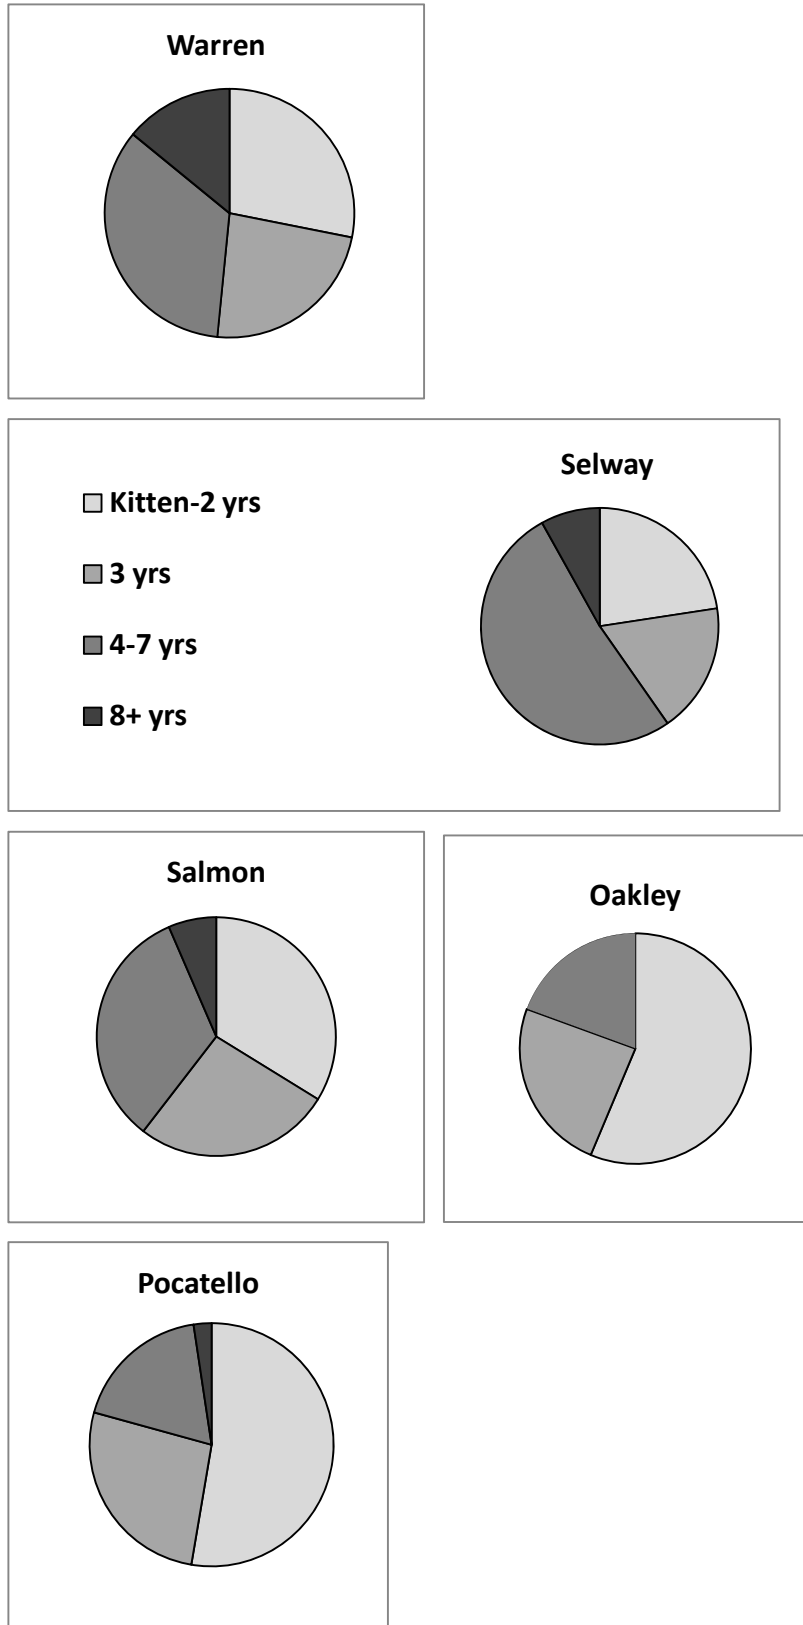 Warren
Selway
Kitten-2 yrs
3 yrs
4-7 yrs
8+ yrs
Salmon
Oakley
Pocatello